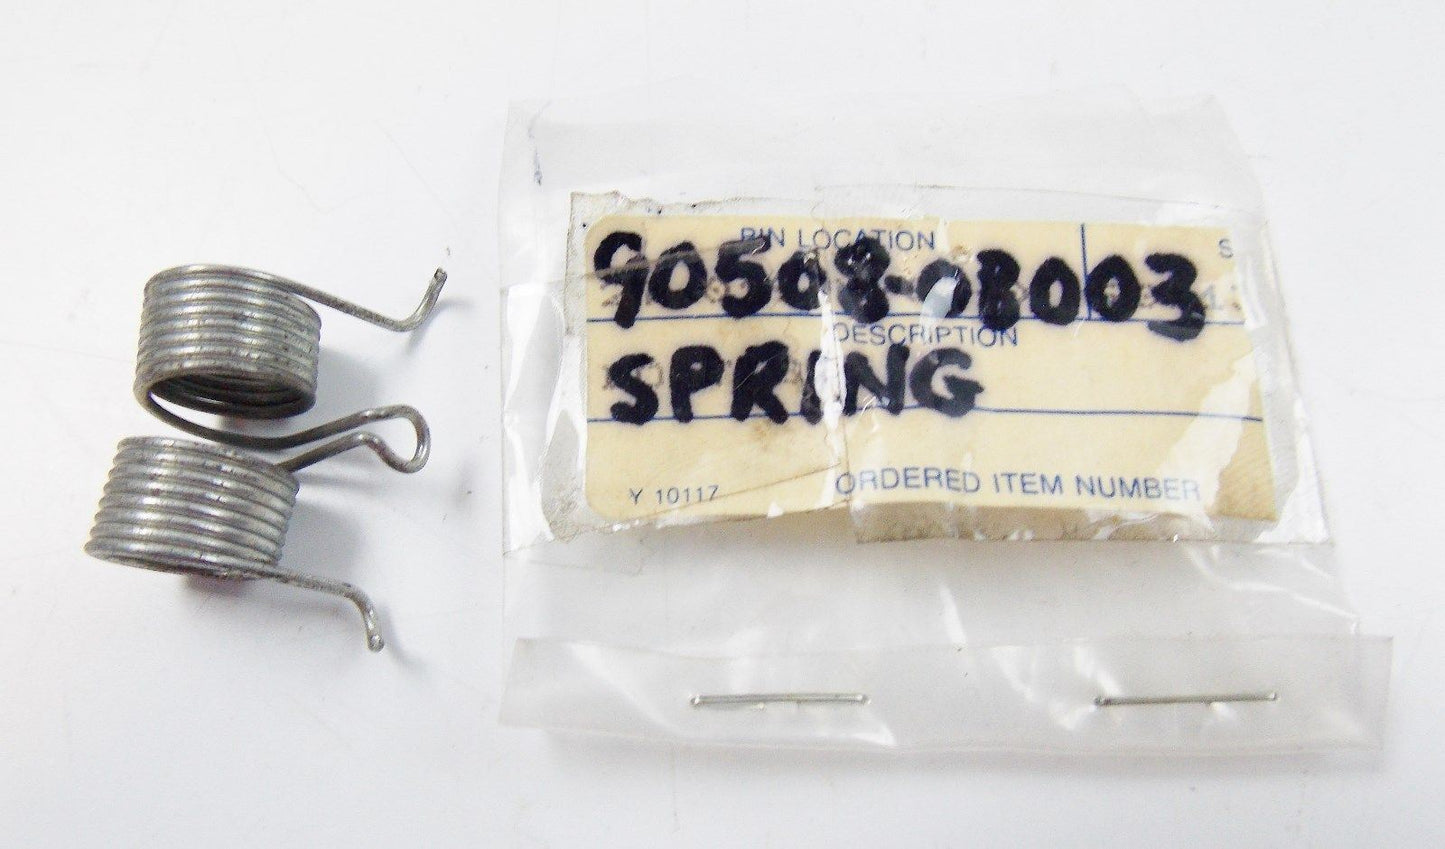 BIN LOCATION S
90508-08003
DESCRIPTION
SPRING
Y 10117 ORDERED ITEM NUMBER